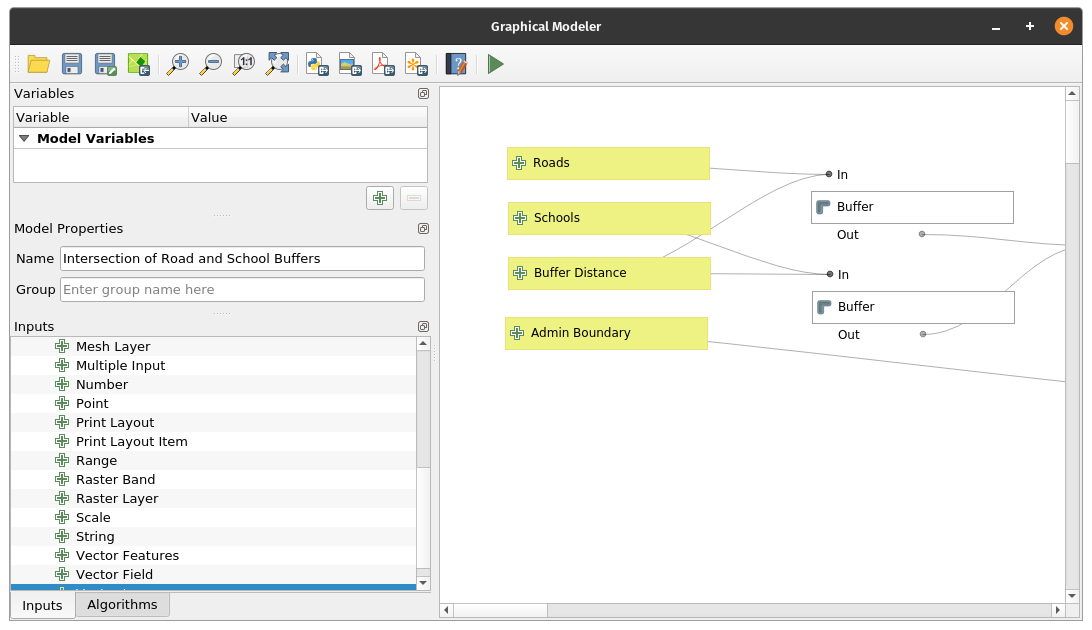 Graphical Modeler
1:1
Variables
Variable Value
Model Variables
Model Properties
Name Intersection of Road and School Buffers
Group Enter group name here
Inputs
Mesh Layer
Multiple Input
Number
Point
Print Layout
Print Layout Item
Range
Raster Band
Raster Layer
Scale
String
Vector Features
Vector Field
Inputs Algorithms
Roads
Schools
Buffer Distance
Admin Boundary
In
Buffer
Out
In
Buffer
Out